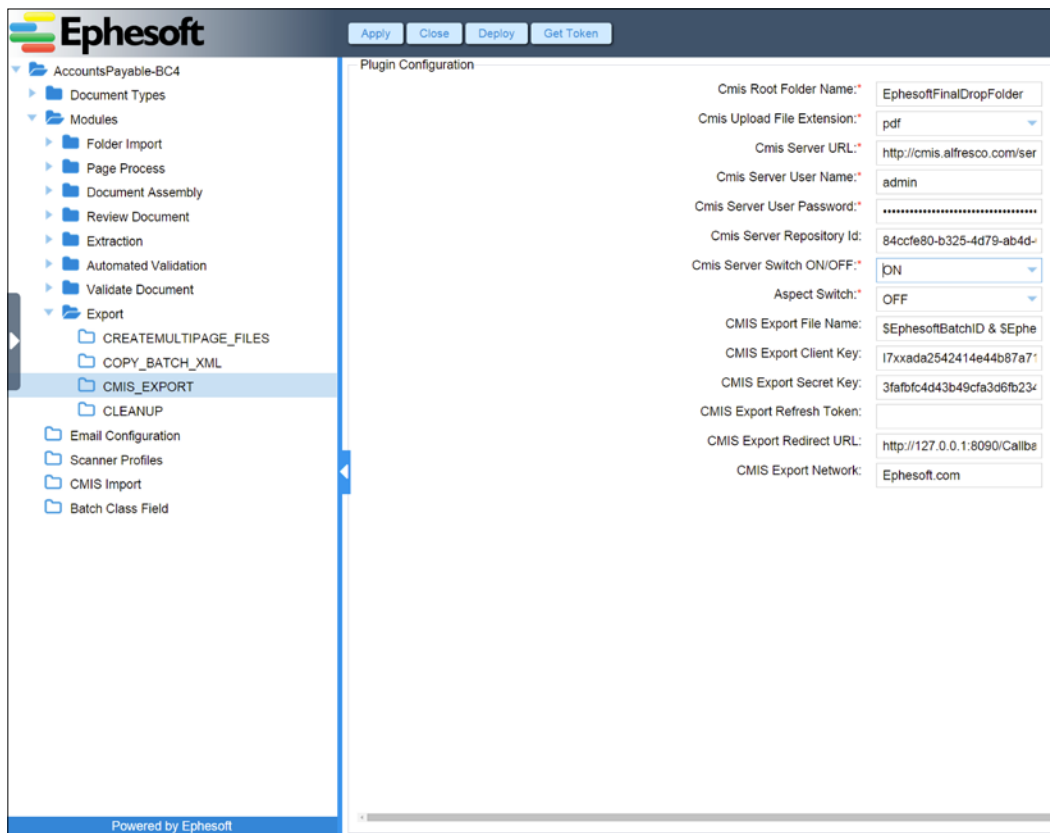 Ephesoft
Apply Close Deploy Get Token
AccountsPayable-BC4
Document Types
Modules
Folder Import
Page Process
Document Assembly
Review Document
Extraction
Automated Validation
Validate Document
Export
CREATEMULTIPAGE_FILES
COPY_BATCH_XML
CMIS_EXPORT
CLEANUP
Email Configuration
Scanner Profiles
CMIS Import
Batch Class Field
Powered by Ephesoft
Plugin Configuration
Cmis Root Folder Name:* EphesoftFinalDropFolder
Cmis Upload File Extension:* pdf
Cmis Server URL:* http://cmis.alfresco.com/ser
Cmis Server User Name:* admin
Cmis Server User Password:*
Cmis Server Repository Id: 84ccfe80-b325-4d79-ab4d-
Cmis Server Switch ON/OFF:* ON
Aspect Switch:* OFF
CMIS Export File Name: $EphesoftBatchID & $Ephe
CMIS Export Client Key: l7xxada2542414e44b87a71
CMIS Export Secret Key: 3fafbfc4d43b49cfa3d6fb234
CMIS Export Refresh Token:
CMIS Export Redirect URL: http://127.0.0.1:8090/Callba
CMIS Export Network: Ephesoft.com